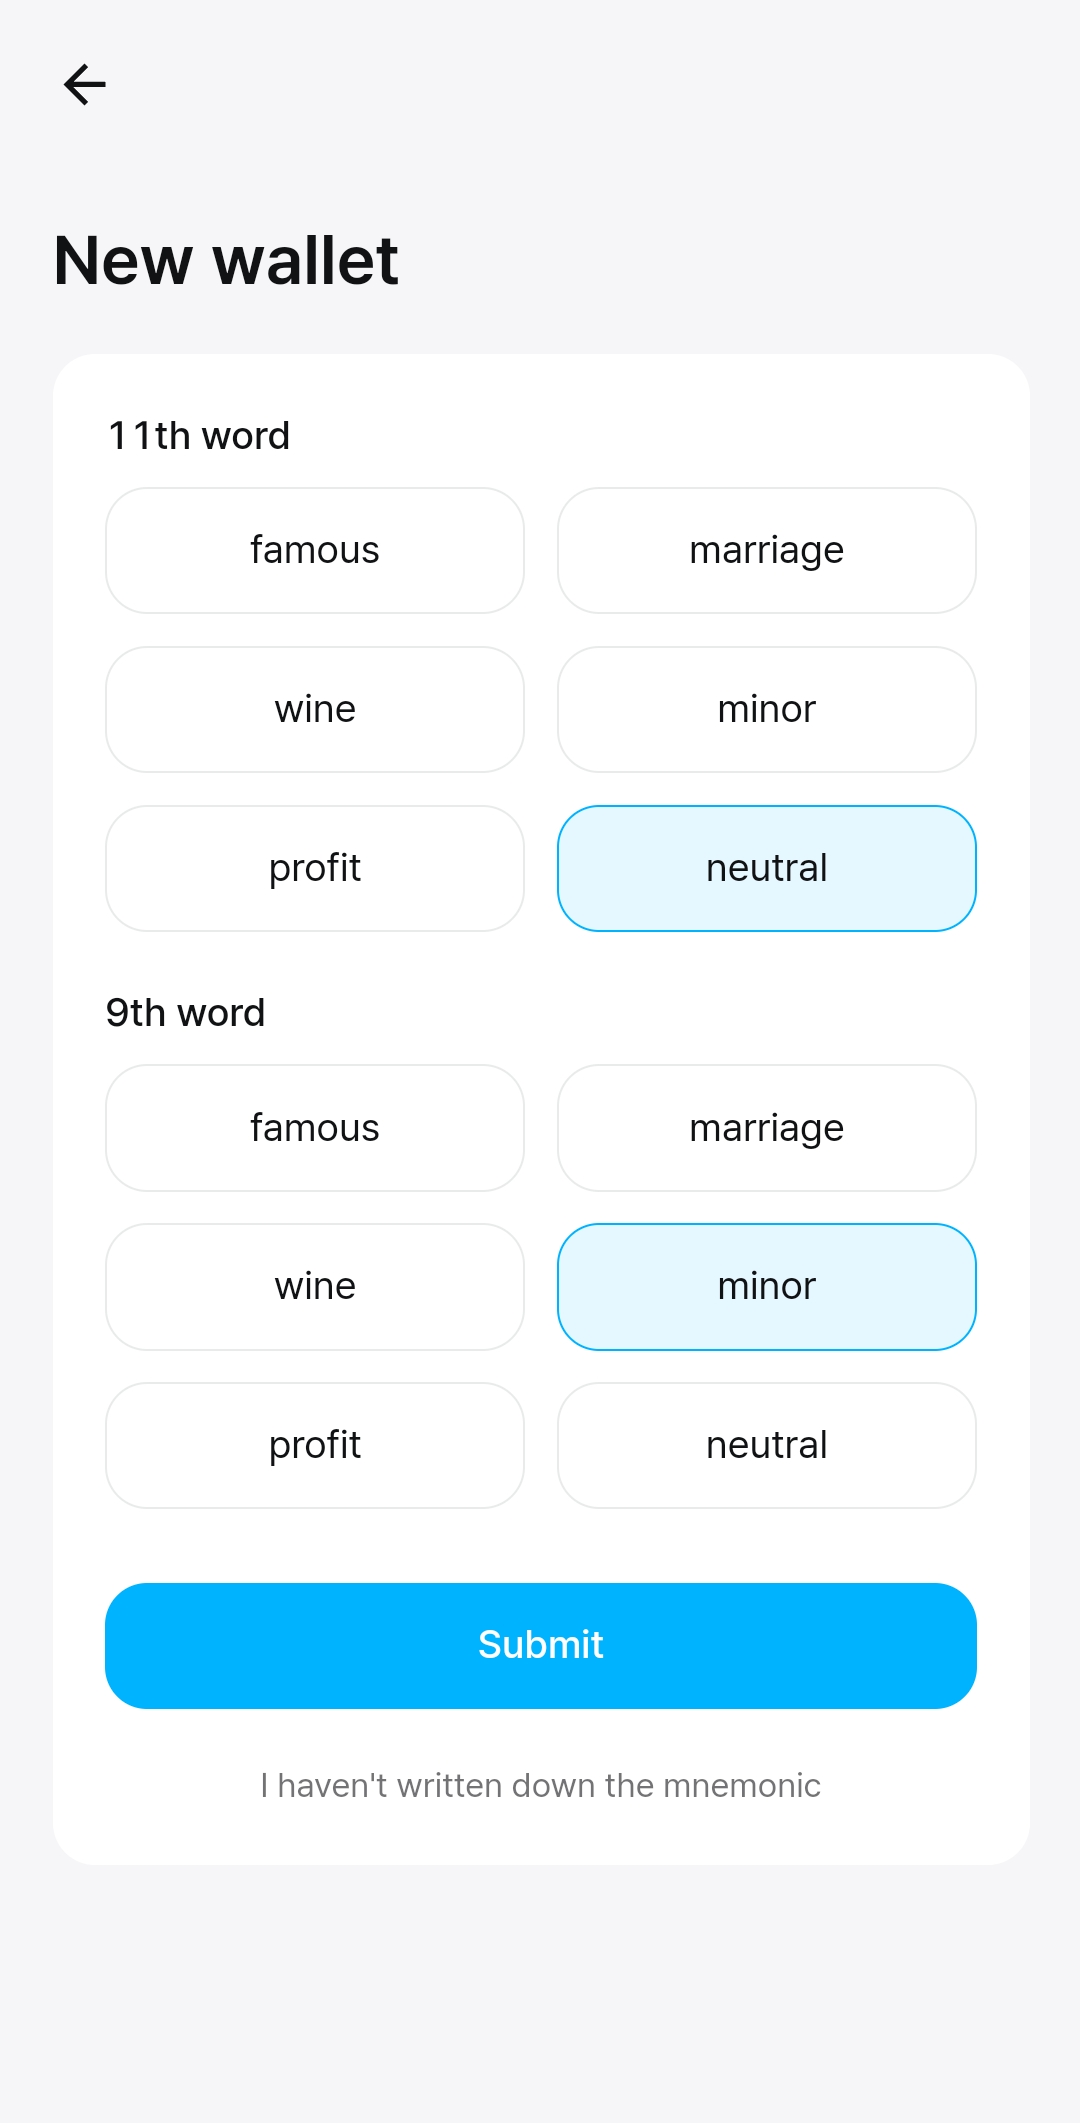 New wallet
11th word
famous
marriage
wine
minor
profit
neutral
9th word
famous
marriage
wine
minor
profit
neutral
Submit
I haven't written down the mnemonic